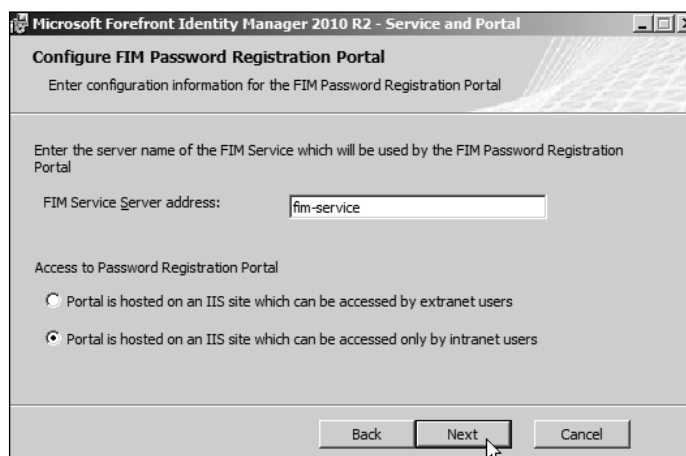 Microsoft Forefront Identity Manager 2010 R2 - Service and Portal
Configure FIM Password Registration Portal
Enter configuration information for the FIM Password Registration Portal
Enter the server name of the FIM Service which will be used by the FIM Password Registration
Portal
FIM Service Server address:
fim-service
Access to Password Registration Portal
Portal is hosted on an IIS site which can be accessed by extranet users
Portal is hosted on an IIS site which can be accessed only by intranet users
Back Next Cancel